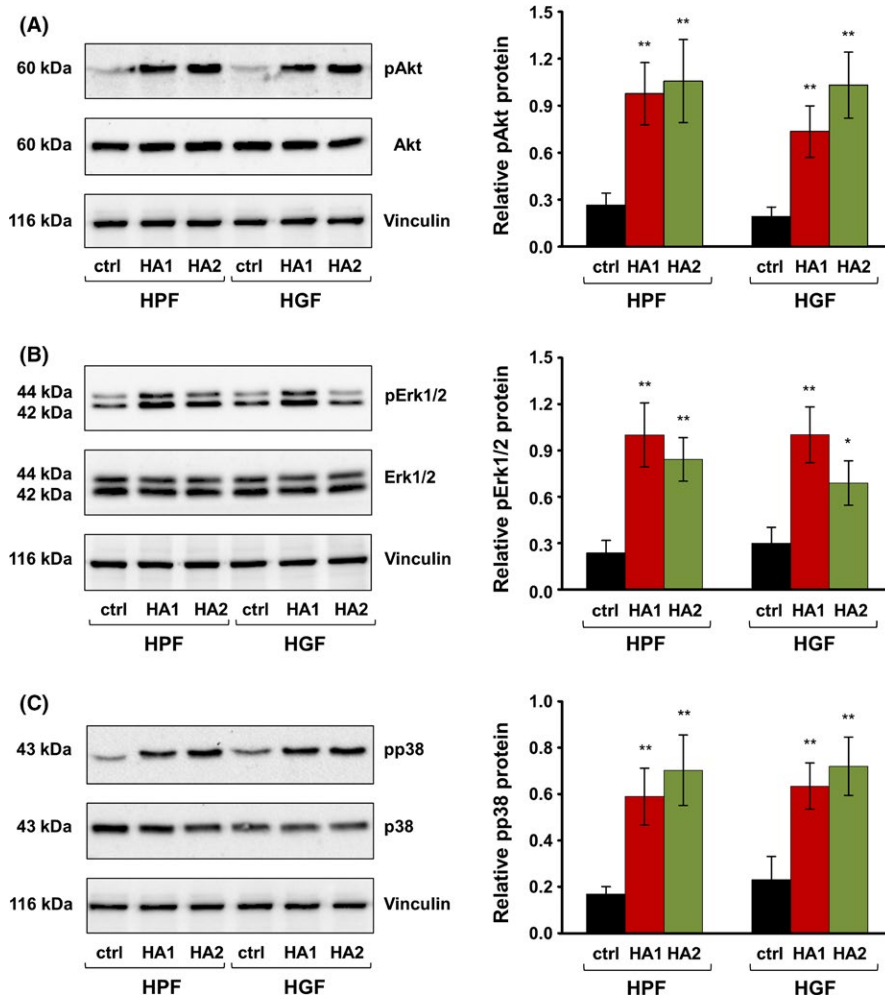 (A)
60 kDa pAkt
60 kDa Akt
116 kDa Vinculin
ctrl HA1 HA2 ctrl HA1 HA2
HPF HGF
Relative pAkt protein
1.5
1.2
0.9
0.6
0.3
0.0
** ** ** **
ctrl HA1 HA2 ctrl HA1 HA2
HPF HGF
(B)
44 kDa pErk1/2
42 kDa
44 kDa Erk1/2
42 kDa
116 kDa Vinculin
ctrl HA1 HA2 ctrl HA1 HA2
HPF HGF
Relative pErk1/2 protein
1.5
1.2
0.9
0.6
0.3
0.0
** ** ** *
ctrl HA1 HA2 ctrl HA1 HA2
HPF HGF
(C)
43 kDa pp38
43 kDa p38
116 kDa Vinculin
ctrl HA1 HA2 ctrl HA1 HA2
HPF HGF
Relative pp38 protein
1.0
0.8
0.6
0.4
0.2
0.0
** ** ** **
ctrl HA1 HA2 ctrl HA1 HA2
HPF HGF